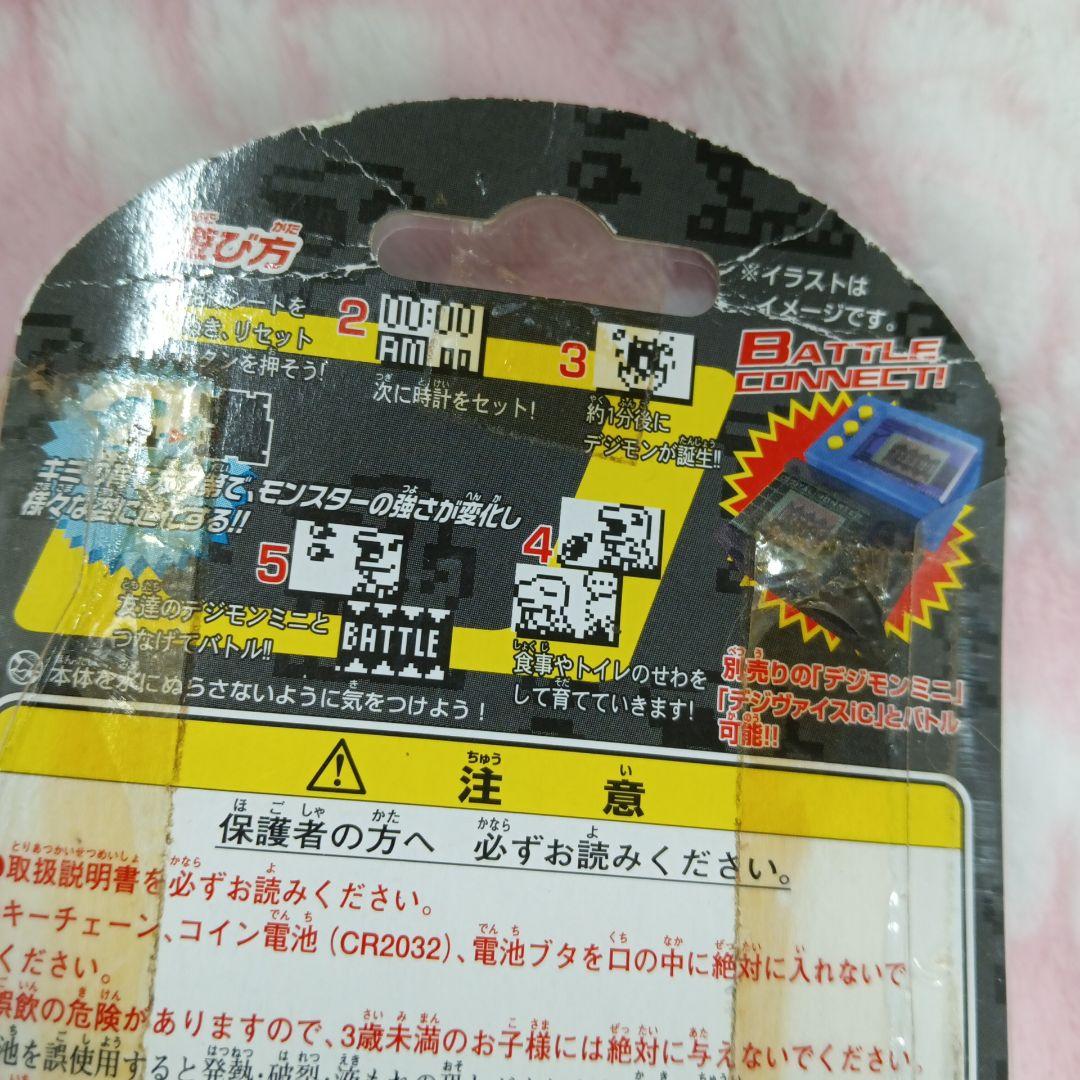 遊び方
※イラストは
イメージです。
シートを
ぬき、リセット
ボタンを押そう!
2
00:00
AM 00
次に時計をセット!
3
約1分後に
デジモンが誕生!!
BATTLE
CONNECT!
モンスターの強さが変化し
様々な
する!!
4
食事やトイレのせわを
して育てていきます!
5
BATTLE
友達のデジモンミニと
つなげてバトル!!
別売りの「デジモンミニ」
「デジヴァイスiC」とバトル
可能!!
本体を水にぬらさないように気をつけよう!
注意
保護者の方へ 必ずお読みください。
●取扱説明書を必ずお読みください。
キーチェーン、コイン電池(CR2032)、電池ブタを口の中に絶対に入れないで
ください。
誤飲の危険がありますので、3歳未満のお子様には絶対に与えないでください。
池を誤使用すると発熱・破裂・液もれの